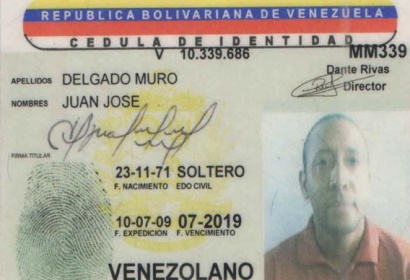 REPUBLICA BOLIVARIANA DE VENEZUELA
CEDULA DE IDENTIDAD
V 10.339.686 MM339
Dante Rivas
Director
APELLIDOS DELGADO MURO
NOMBRES JUAN JOSE
FIRMA TITULAR
23-11-71 SOLTERO
F. NACIMIENTO EDO CIVIL
10-07-09 07-2019
F. EXPEDICION F. VENCIMIENTO
VENEZOLANO